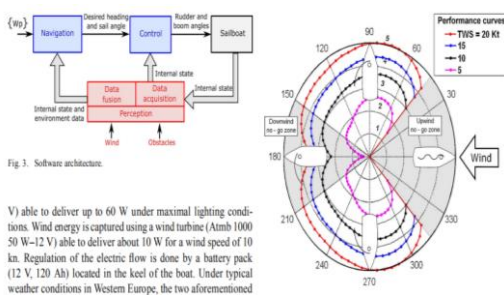 {Wp}
Desired heading
and sail angle
Rudder and
boom angles
Navigation
Control
Sailboat
Internal state
Internal state
Data
fusion
Data
acquisition
Perception
Internal state
and environment data
Wind
Obstacles
Fig. 3. Software architecture.
V) able to deliver up to 60 W under maximal lighting condi-
tions. Wind energy is captured using a wind turbine (Atmb 1000
50 W–12 V) able to deliver about 10 W for a wind speed of 10
kn. Regulation of the electric flow is done by a battery pack
(12 V, 120 Ah) located in the keel of the boat. Under typical
weather conditions in Western Europe, the two aforementioned
Performance curves
TWS = 20 Kt
15
10
5
90
120
60
150
30
180
210
330
240
300
270
5
4
3
2
1
Downwind
no - go zone
Upwind
no - go zone
Wind